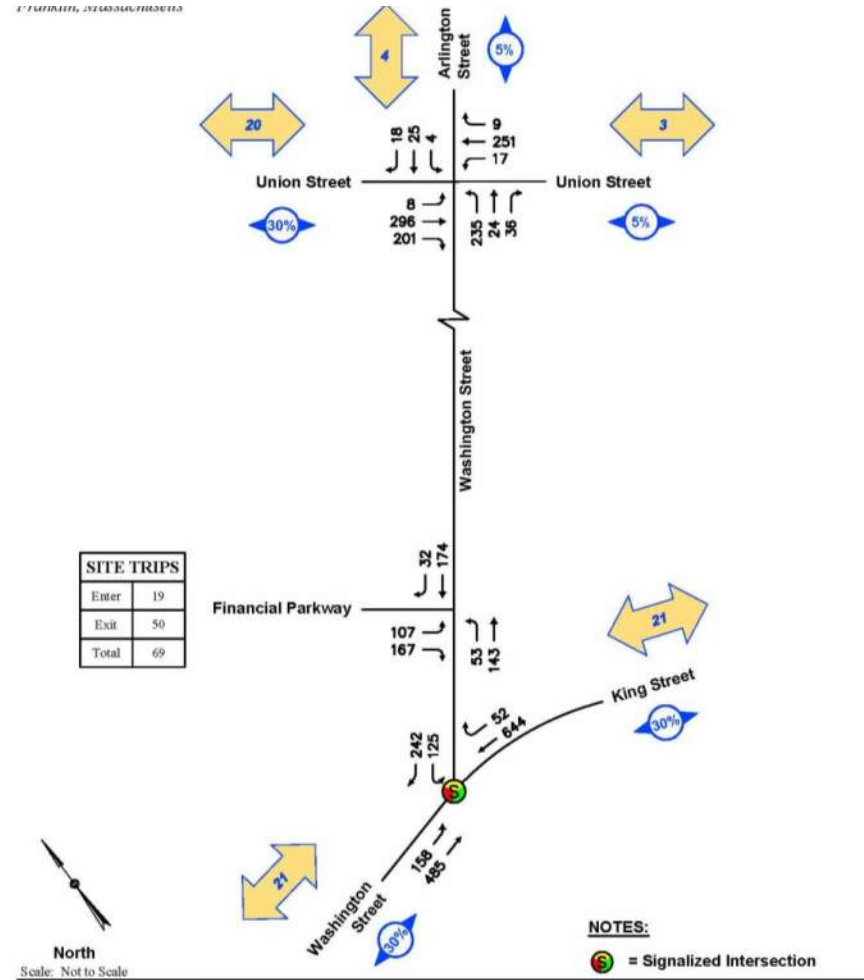 Franklin, Massachusetts
4
Arlington
Street
5%
20
3
18
25
4
9
251
17
Union Street
Union Street
30%
8
296
201
235
24
36
5%
Washington Street
SITE TRIPS
Enter 19
Exit 50
Total 69
32
174
Financial Parkway
107
167
53
143
21
King Street
30%
52
644
242
125
S
158
485
21
Washington
Street
30%
North
Scale: Not to Scale
NOTES:
S = Signalized Intersection